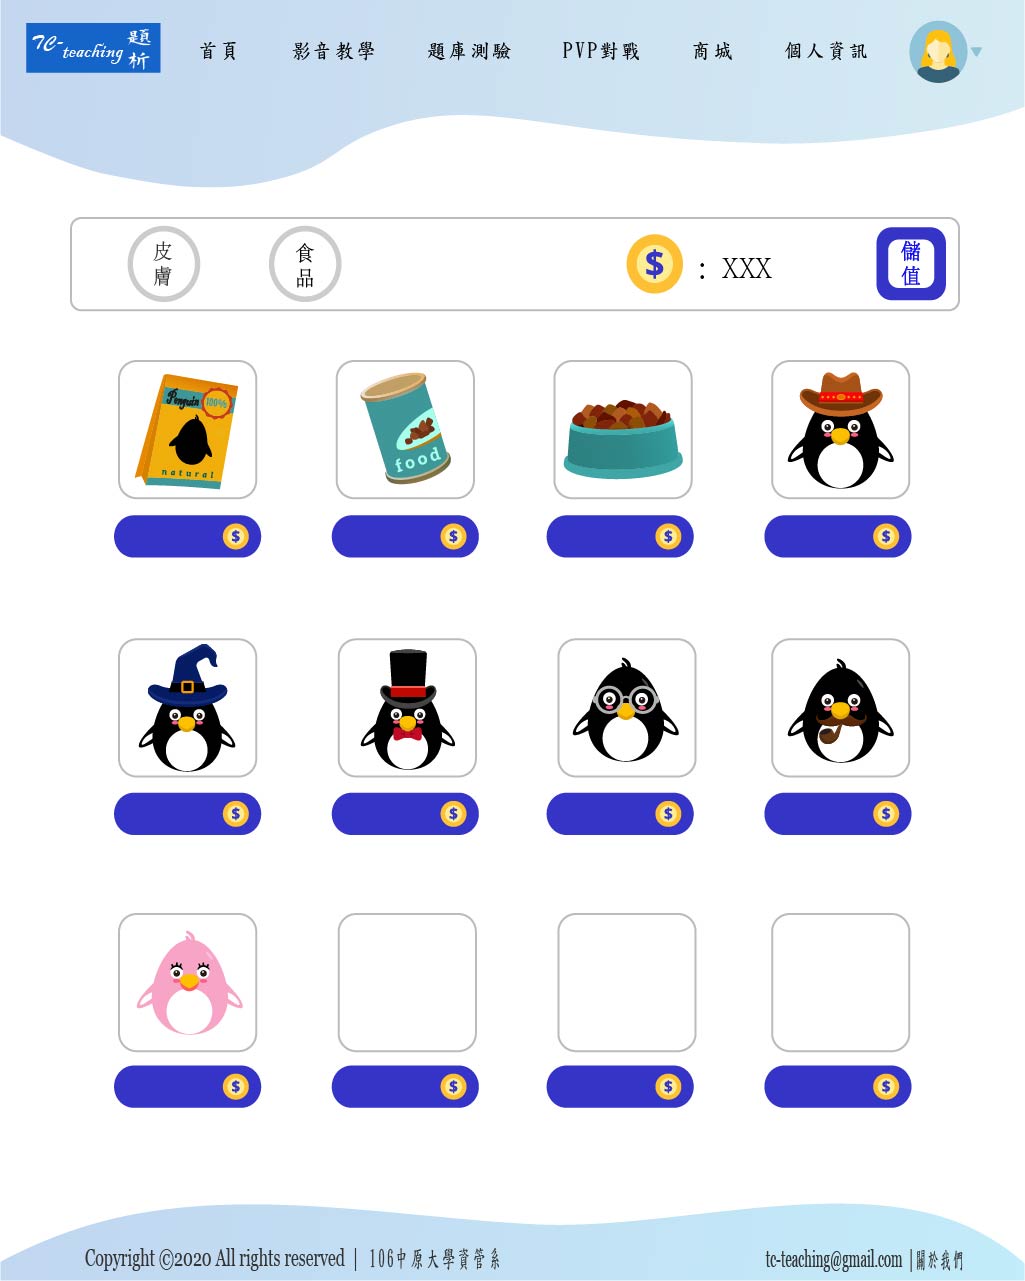 TC-teaching 題析
首頁 影音教學 題庫測驗 PVP對戰 商城 個人資訊
皮膚
食品
$ : XXX
儲值
Penguin 100%
natural
food
$ $ $ $
$ $ $ $
$ $ $ $
Copyright ©2020 All rights reserved | 106中原大學資管系
tc-teaching@gmail.com |關於我們